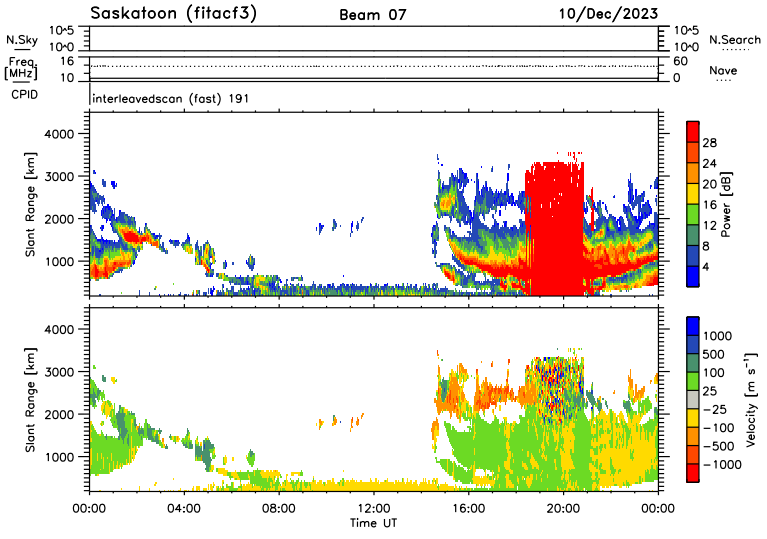 Saskatoon (fitacf3) Beam 07 10/Dec/2023
10^5 10^5
N.Sky N.Search
10^0 10^0
16 60
Freq. Nave
[MHz]
10 0
CPID
interleavedscan (fast) 191
4000
3000
2000
1000
Slant Range [km]
28
24
20
16
12
8
4
Power [dB]
4000
3000
2000
1000
Slant Range [km]
1000
500
100
25
-25
-100
-500
-1000
Velocity [m s⁻¹]
00:00 04:00 08:00 12:00 16:00 20:00 00:00
Time UT